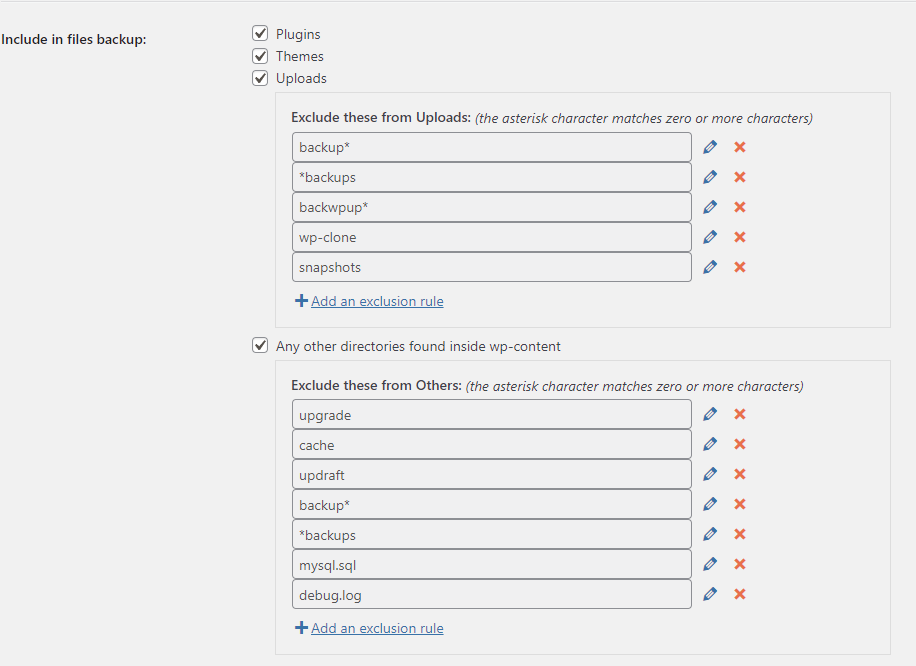 Include in files backup:
Plugins
Themes
Uploads
Exclude these from Uploads: (the asterisk character matches zero or more characters)
backup*
*backups
backwpup*
wp-clone
snapshots
Add an exclusion rule
Any other directories found inside wp-content
Exclude these from Others: (the asterisk character matches zero or more characters)
upgrade
cache
updraft
backup*
*backups
mysql.sql
debug.log
Add an exclusion rule